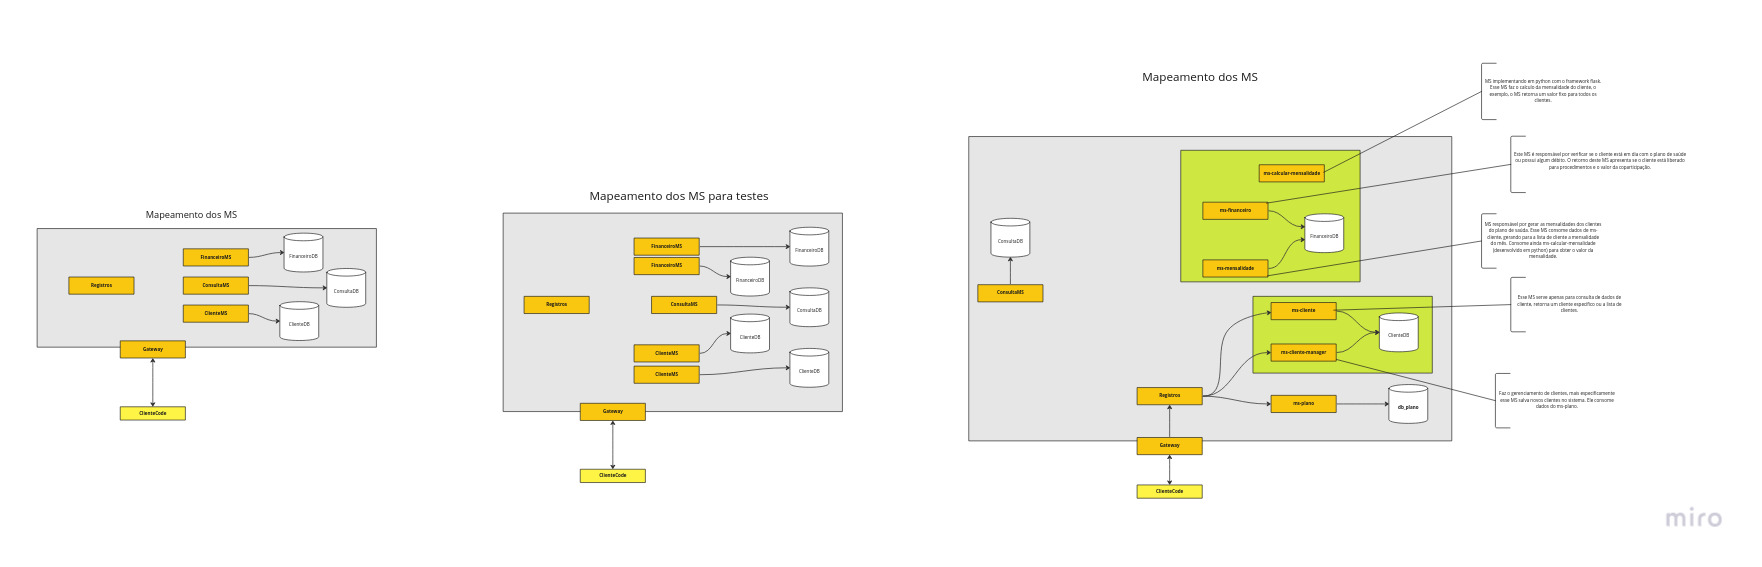 Mapeamento dos MS
FinanceiroMS
FinanceiroDB
ConsultaMS
ConsultaDB
Registros
ClienteMS
ClienteDB
Gateway
ClienteCode
Mapeamento dos MS para testes
FinanceiroMS
FinanceiroDB
FinanceiroMS
FinanceiroDB
Registros
ConsultaMS
ConsultaDB
ClienteDB
ClienteMS
ClienteMS
ClienteDB
Gateway
ClienteCode
Mapeamento dos MS
ms-calcular-mensalidade
ms-financeiro
FinanceiroDB
ms-mensalidade
ConsultaDB
ConsultaMS
ms-cliente
ClienteDB
ms-cliente-manager
Registros
ms-plano
db_plano
Gateway
ClienteCode
MS implementando em python com o framework flask.
Esse MS faz o calculo da mensalidade do cliente, o
exemplo, o MS retorna um valor fixo para todos os
clientes.
Este MS é responsável por verificar se o cliente está em dia com o plano de saúde
ou possui algum débito. O retorno deste MS apresenta se o cliente está liberado
para procedimentos e o valor da coparticipação.
MS responsável por gerar as mensalidades dos clientes
do plano de saúda. Esse MS consome dados de ms-
cliente, gerando para a lista de cliente a mensalidade
do mês. Consome ainda ms-calcular-mensalidade
(desenvolvido em python) para obter o valor da
mensalidade.
Esse MS serve apenas para consulta de dados de
cliente, retorna um cliente especifico ou a lista de
clientes.
Faz o gerenciamento de clientes, mais especificamente
esse MS salva novos clientes no sistema. Ele consome
dados do ms-plano.
miro